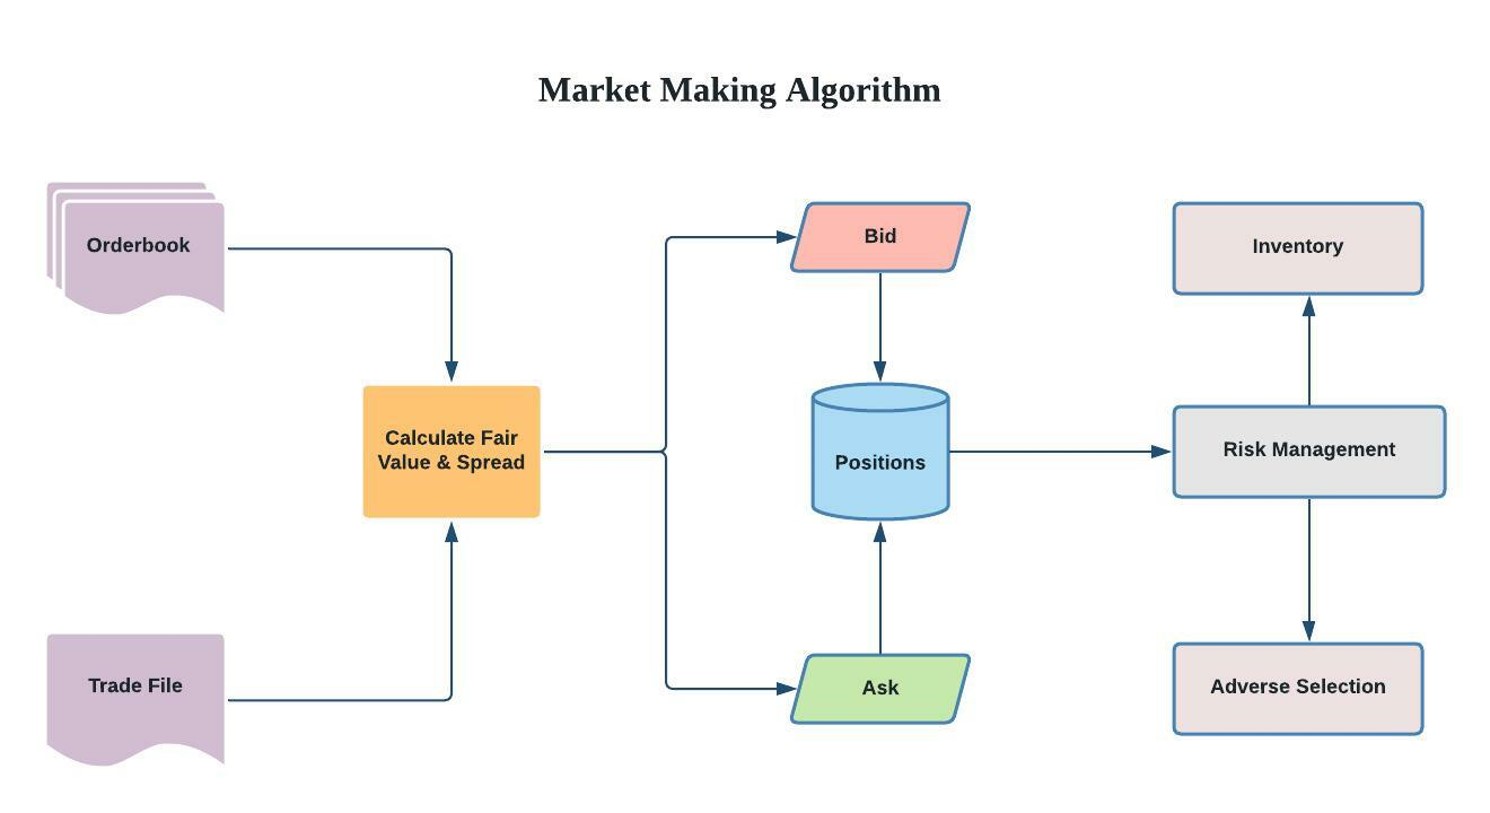 Market Making Algorithm
Orderbook
Bid
Inventory
Calculate Fair
Value & Spread
Positions
Risk Management
Trade File
Ask
Adverse Selection